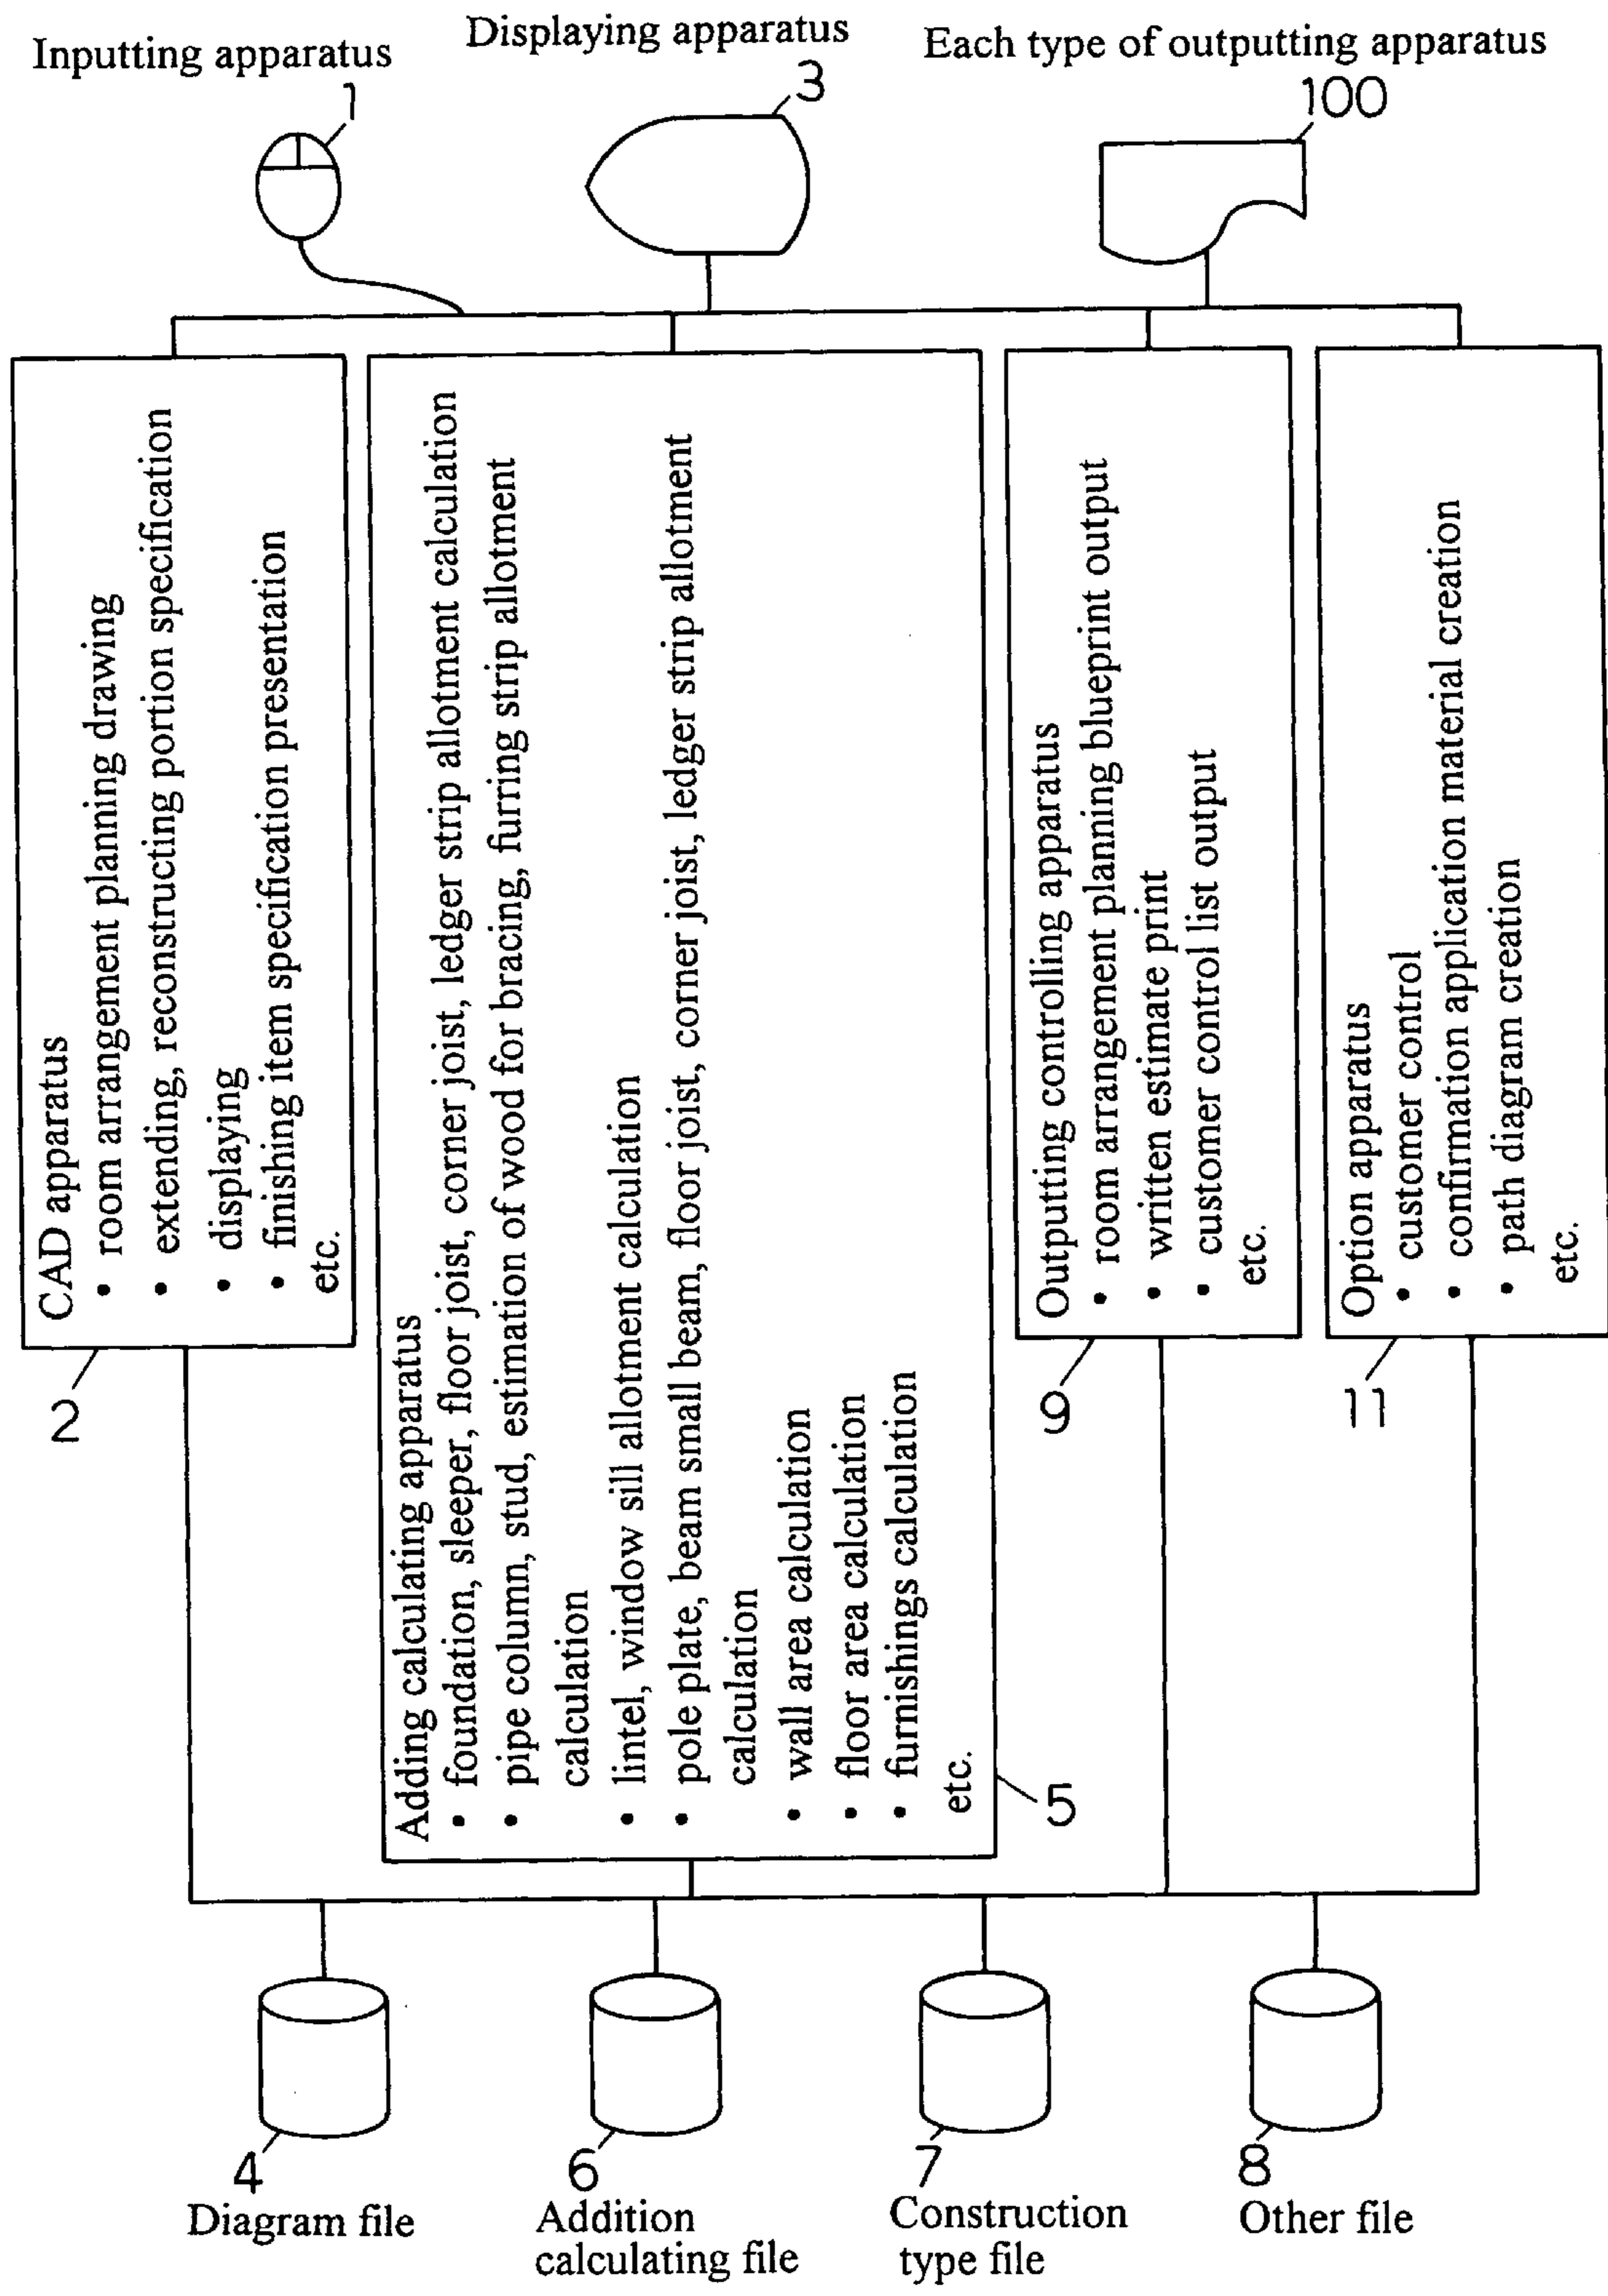 Inputting apparatus
1
Displaying apparatus
3
Each type of outputting apparatus
100
CAD apparatus
• room arrangement planning drawing
• extending, reconstructing portion specification
• displaying
• finishing item specification presentation
etc.
2
Adding calculating apparatus
• foundation, sleeper, floor joist, corner joist, ledger strip allotment calculation
• pipe column, stud, estimation of wood for bracing, furring strip allotment
calculation
• lintel, window sill allotment calculation
• pole plate, beam small beam, floor joist, corner joist, ledger strip allotment
calculation
• wall area calculation
• floor area calculation
• furnishings calculation
etc.
5
Outputting controlling apparatus
• room arrangement planning blueprint output
• written estimate print
• customer control list output
etc.
9
Option apparatus
• customer control
• confirmation application material creation
• path diagram creation
etc.
11
4
Diagram file
6
Addition
calculating file
7
Construction
type file
8
Other file